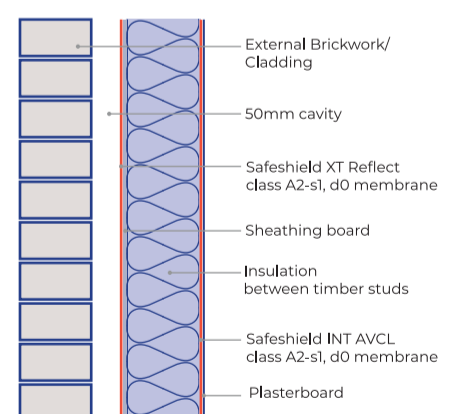 External Brickwork/
Cladding
50mm cavity
Safeshield XT Reflect
class A2-s1, d0 membrane
Sheathing board
Insulation
between timber studs
Safeshield INT AVCL
class A2-s1, d0 membrane
Plasterboard